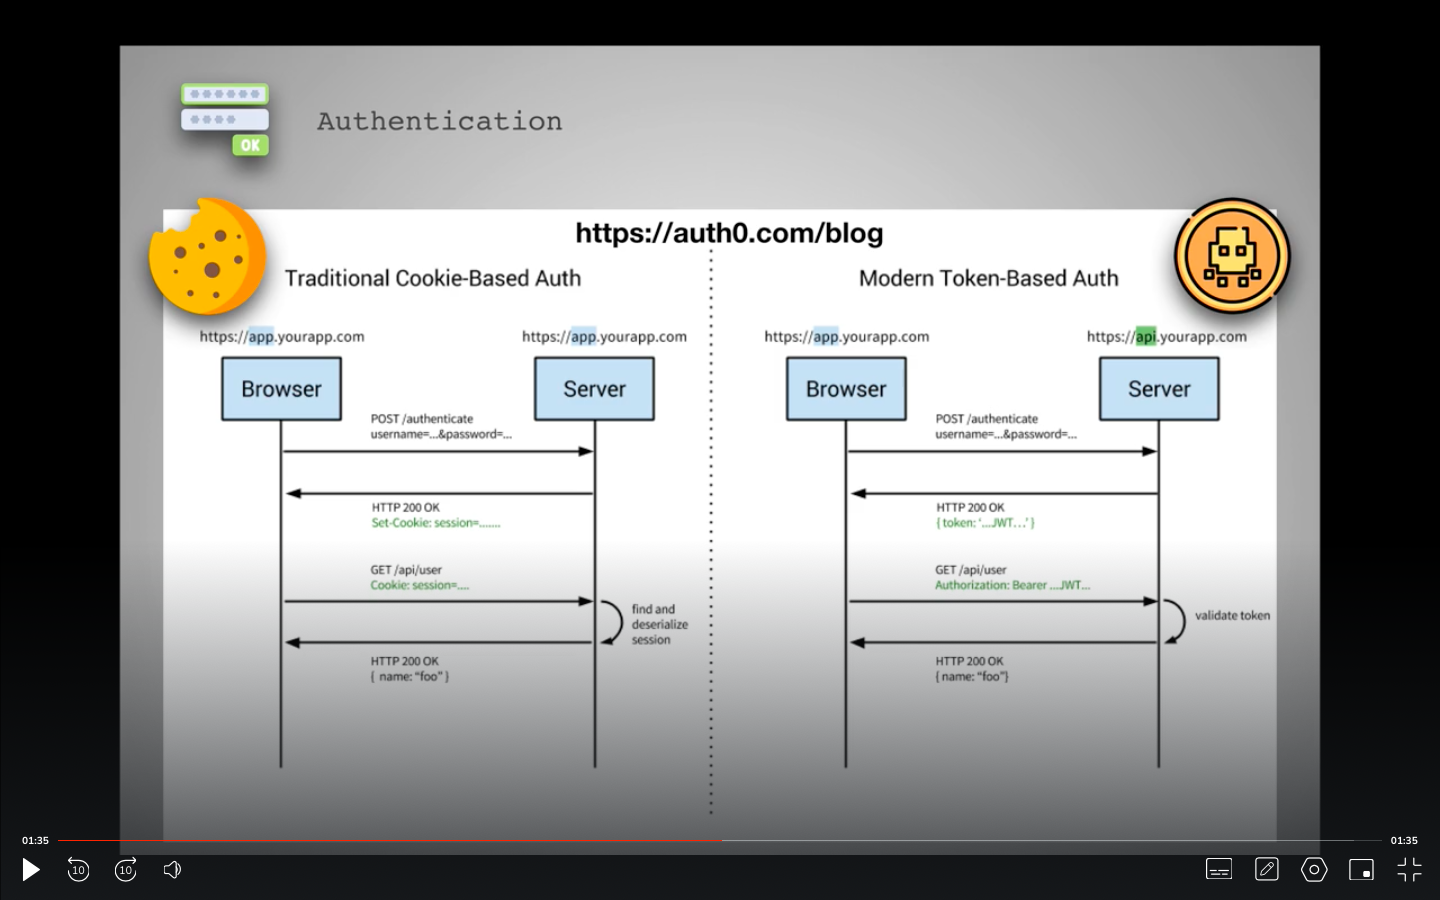 OK
Authentication
https://auth0.com/blog
Traditional Cookie-Based Auth
https://app.yourapp.com
https://app.yourapp.com
Browser
Server
POST /authenticate
username=...&password=...
HTTP 200 OK
Set-Cookie: session=.......
GET /api/user
Cookie: session=....
find and
deserialize
session
HTTP 200 OK
{ name: "foo" }
Modern Token-Based Auth
https://app.yourapp.com
https://api.yourapp.com
Browser
Server
POST /authenticate
username=...&password=...
HTTP 200 OK
{ token: '...JWT...' }
GET /api/user
Authorization: Bearer ...JWT...
validate token
HTTP 200 OK
{ name: "foo"}
01:35
01:35
10
10